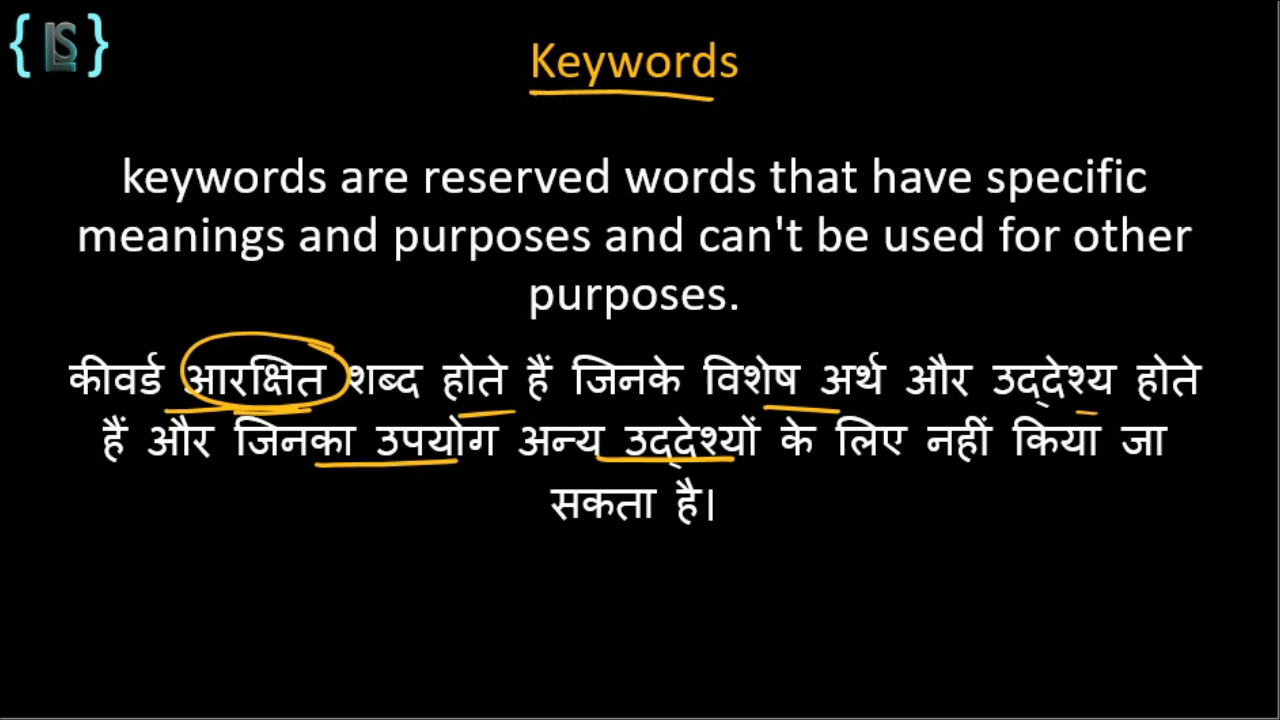 { LS }
Keywords
keywords are reserved words that have specific
meanings and purposes and can't be used for other
purposes.
कीवर्ड आरक्षित शब्द होते हैं जिनके विशेष अर्थ और उद्देश्य होते
हैं और जिनका उपयोग अन्य उद्देश्यों के लिए नहीं किया जा
सकता है।